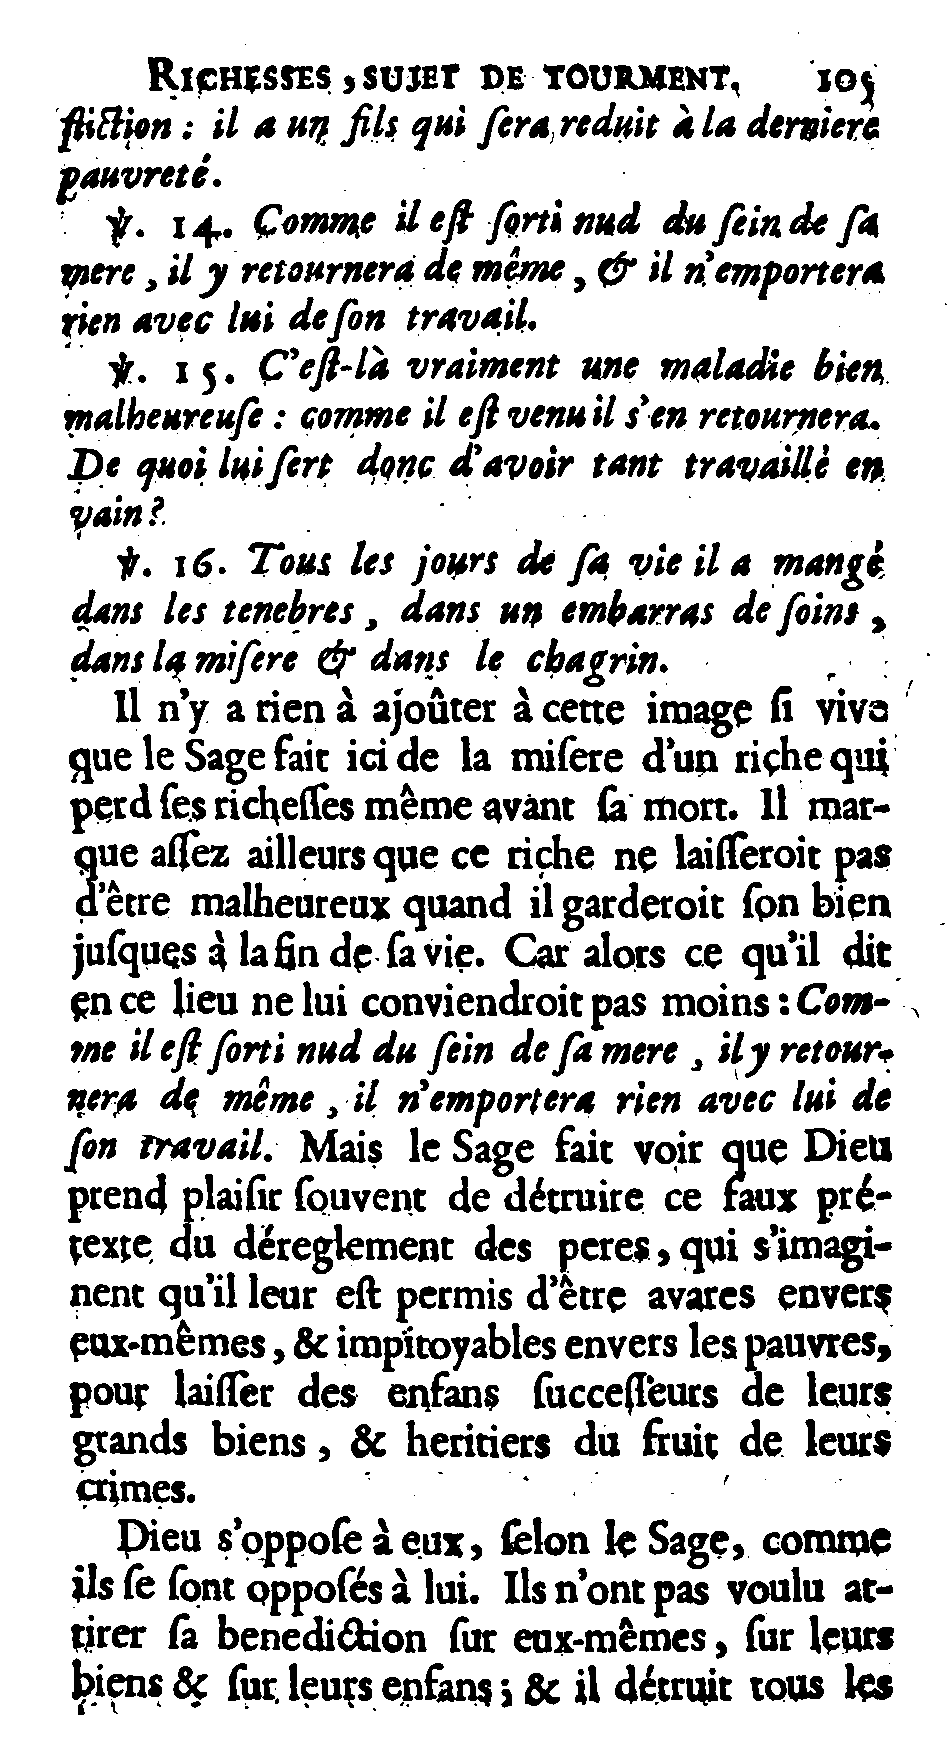 RICHESSES, SUJET DE TOURMENT. 105
fliction : il a un fils qui ſera reduit à la derniere
pauvreté.
℣. 14. Comme il eſt ſorti nud du ſein de ſa
mere, il y retournera de même, & il n'emportera
rien avec lui de ſon travail.
℣. 15. C'eſt-là vraiment une maladie bien
malheureuſe : comme il eſt venu il s'en retournera.
De quoi lui ſert donc d'avoir tant travaillé en
vain?
℣. 16. Tous les jours de ſa vie il a mangé
dans les tenebres, dans un embarras de ſoins,
dans la miſere & dans le chagrin.
Il n'y a rien à ajoûter à cette image ſi vive
que le Sage fait ici de la miſere d'un riche qui
perd ſes richeſſes même avant ſa mort. Il mar-
que aſſez ailleurs que ce riche ne laiſſeroit pas
d'être malheureux quand il garderoit ſon bien
juſques à la fin de ſa vie. Car alors ce qu'il dit
en ce lieu ne lui conviendroit pas moins : Com-
me il eſt ſorti nud du ſein de ſa mere, il y retour-
nera de même, il n'emportera rien avec lui de
ſon travail. Mais le Sage fait voir que Dieu
prend plaiſir ſouvent de détruire ce faux pré-
texte du déreglement des peres, qui s'imagi-
nent qu'il leur eſt permis d'être avares envers
eux-mêmes, & impitoyables envers les pauvres,
pour laiſſer des enfans ſucceſſeurs de leurs
grands biens, & heritiers du fruit de leurs
crimes.
Dieu s'oppoſe à eux, ſelon le Sage, comme
ils ſe ſont oppoſés à lui. Ils n'ont pas voulu at-
tirer ſa benediction ſur eux-mêmes, ſur leurs
biens & ſur leurs enfans ; & il détruit tous les